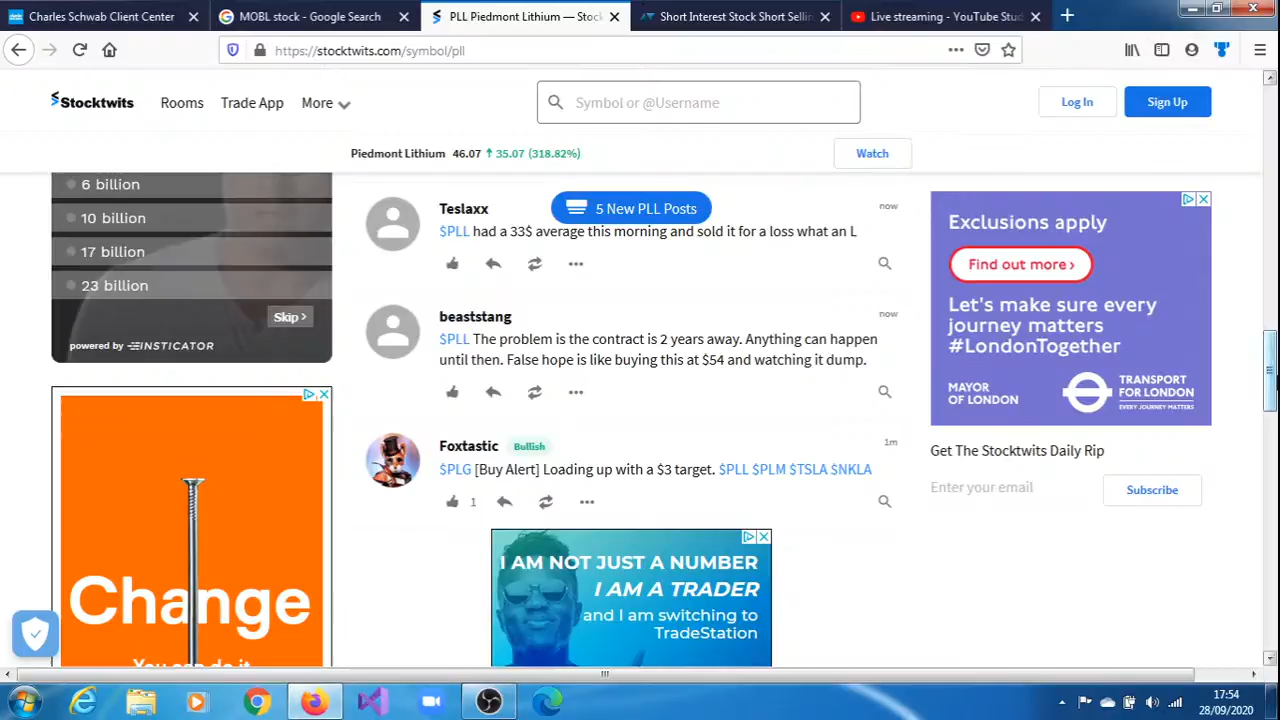 Charles Schwab Client Center
MOBL stock - Google Search
PLL Piedmont Lithium — Stoc
Short Interest Stock Short Sellin
Live streaming - YouTube Stud
https://stocktwits.com/symbol/pll
Stocktwits
Rooms
Trade App
More
Symbol or @Username
Log In
Sign Up
Piedmont Lithium 46.07 ↑ 35.07 (318.82%)
Watch
6 billion
10 billion
17 billion
23 billion
Skip >
powered by INSTICATOR
Change
You can do it
5 New PLL Posts
Teslaxx
now
$PLL had a 33$ average this morning and sold it for a loss what an L
beaststang
now
$PLL The problem is the contract is 2 years away. Anything can happen
until then. False hope is like buying this at $54 and watching it dump.
Foxtastic Bullish
1m
$PLG [Buy Alert] Loading up with a $3 target. $PLL $PLM $TSLA $NKLA
1
I AM NOT JUST A NUMBER
I AM A TRADER
and I am switching to
TradeStation
Exclusions apply
Find out more ›
Let's make sure every
journey matters
#LondonTogether
MAYOR
OF LONDON
TRANSPORT
FOR LONDON
EVERY JOURNEY MATTERS
Get The Stocktwits Daily Rip
Enter your email
Subscribe
17:54
28/09/2020